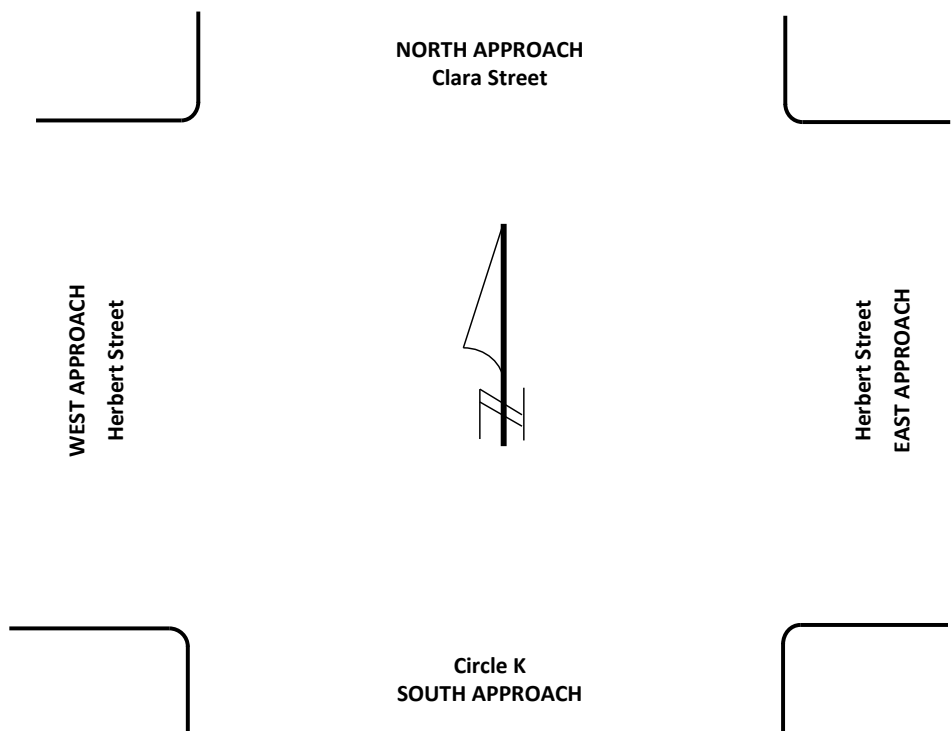 NORTH APPROACH
Clara Street
WEST APPROACH
Herbert Street
Herbert Street
EAST APPROACH
Circle K
SOUTH APPROACH